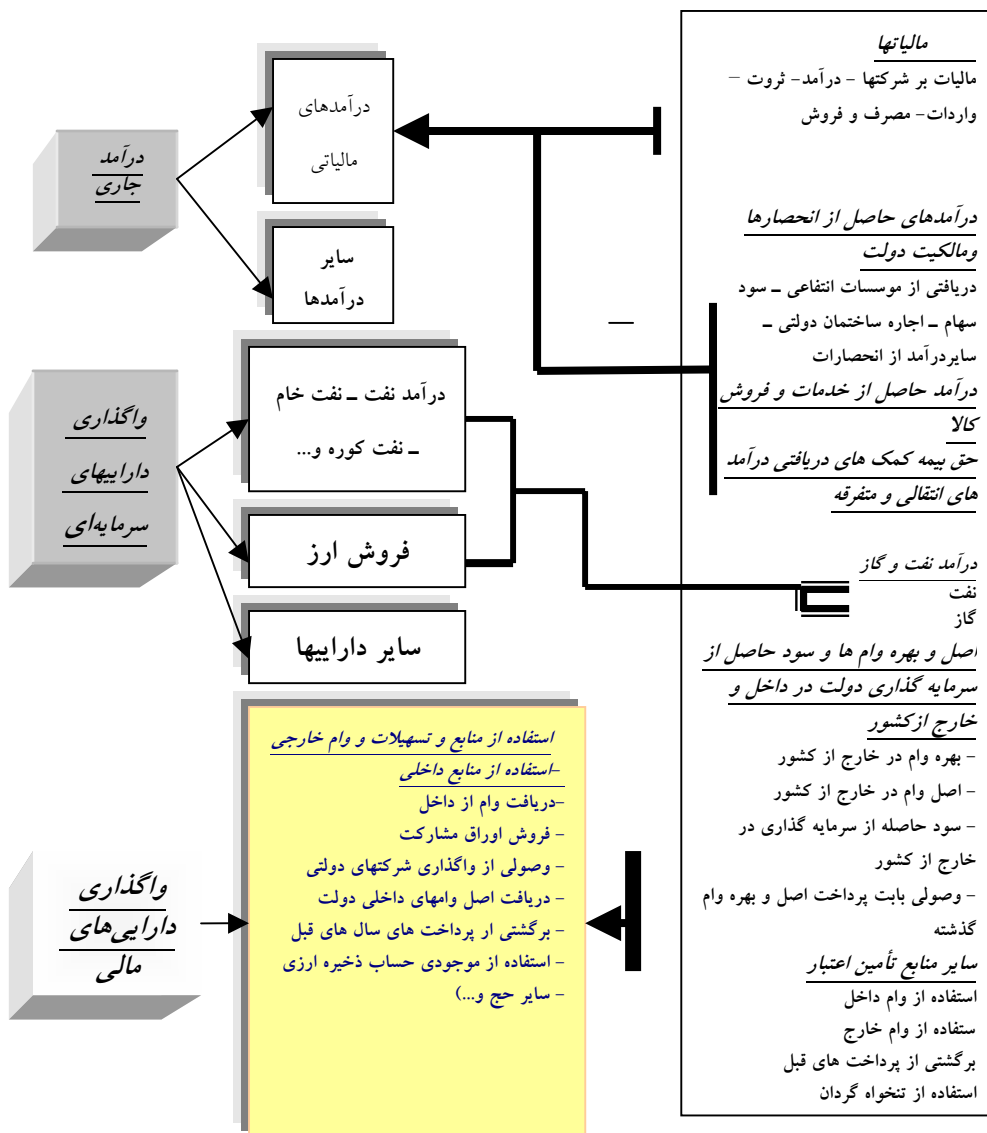 مالیاتها
مالیات بر شرکتها - درآمد- ثروت –
واردات- مصرف و فروش
درآمدهای حاصل از انحصارها
ومالکیت دولت
دریافتی از موسسات انتفاعی ــ سود
سهام ــ اجاره ساختمان دولتی ــ
سایردرآمد از انحصارات
درآمد حاصل از خدمات و فروش
کالا
حق بیمه کمک های دریافتی درآمد
های انتقالی و متفرقه
درآمد نفت و گاز
نفت
گاز
اصل و بهره وام ها و سود حاصل از
سرمایه گذاری دولت در داخل و
خارج ازکشور
- بهره وام در خارج از کشور
- اصل وام در خارج از کشور
- سود حاصله از سرمایه گذاری در
خارج از کشور
- وصولی بابت پرداخت اصل و بهره وام
گذشته
سایر منابع تأمین اعتبار
استفاده از وام داخل
ستفاده از وام خارج
برگشتی از پرداخت های قبل
استفاده از تنخواه گردان
درآمدهای
مالیاتی
سایر
درآمدها
درآمد نفت ــ نفت خام
ــ نفت کوره و...
فروش ارز
سایر داراییها
استفاده از منابع و تسهیلات و وام خارجی
-استفاده از منابع داخلی
-دریافت وام از داخل
- فروش اوراق مشارکت
- وصولی از واگذاری شرکتهای دولتی
- دریافت اصل وامهای داخلی دولت
- برگشتی ار پرداخت های سال های قبل
- استفاده از موجودی حساب ذخیره ارزی
- سایر حج و...)
درآمد
جاری
واگذاری
داراییهای
سرمایه‌ای
واگذاری
دارایی‌های
مالی